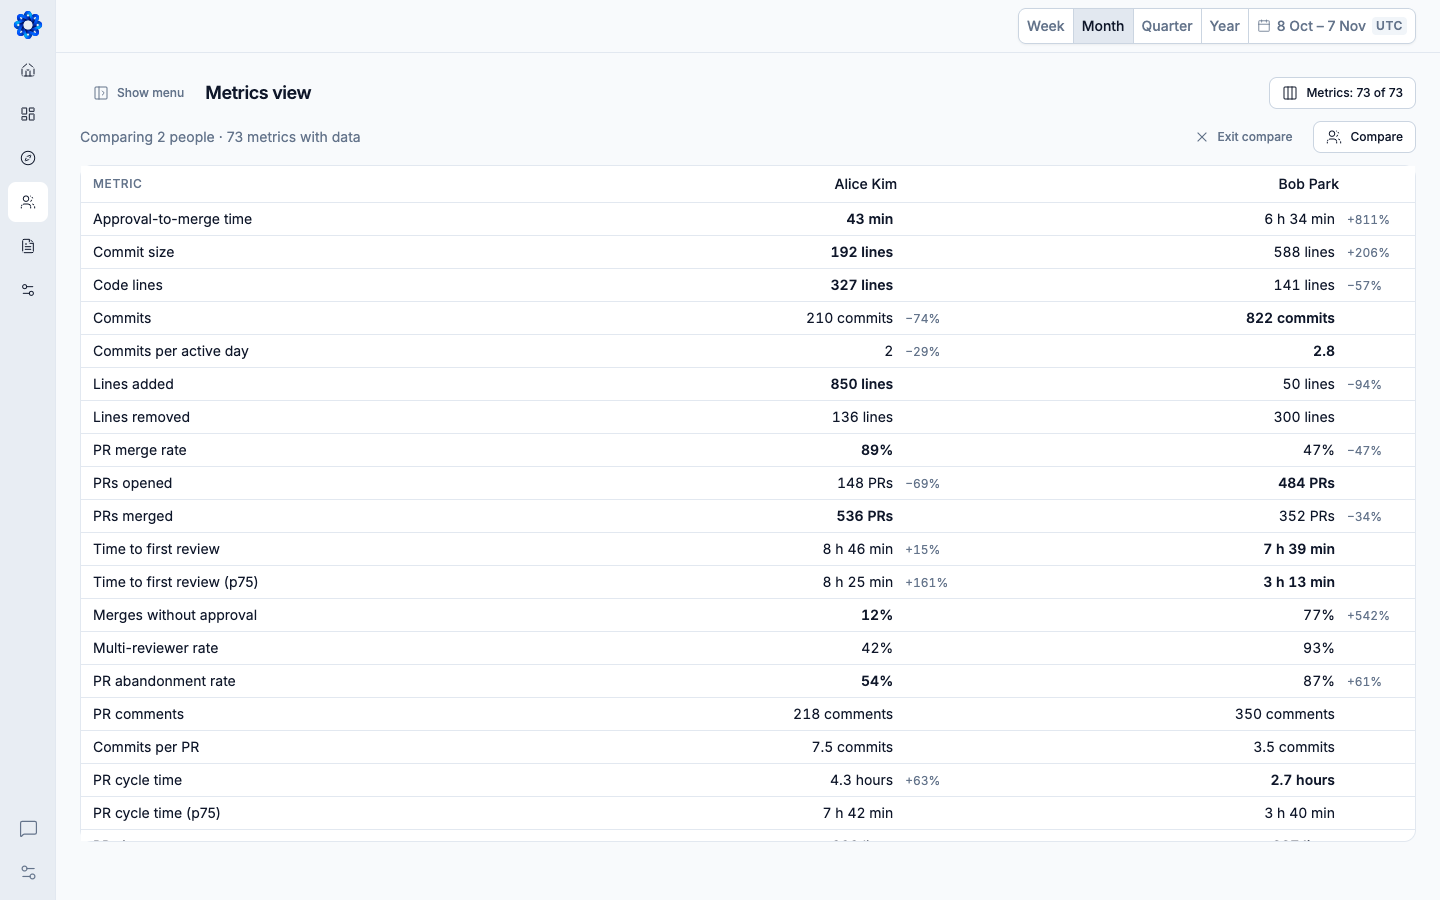 Week Month Quarter Year 8 Oct – 7 Nov UTC
Show menu Metrics view Metrics: 73 of 73
Comparing 2 people · 73 metrics with data Exit compare Compare
METRIC Alice Kim Bob Park
Approval-to-merge time 43 min 6 h 34 min +811%
Commit size 192 lines 588 lines +206%
Code lines 327 lines 141 lines −57%
Commits 210 commits −74% 822 commits
Commits per active day 2 −29% 2.8
Lines added 850 lines 50 lines −94%
Lines removed 136 lines 300 lines
PR merge rate 89% 47% −47%
PRs opened 148 PRs −69% 484 PRs
PRs merged 536 PRs 352 PRs −34%
Time to first review 8 h 46 min +15% 7 h 39 min
Time to first review (p75) 8 h 25 min +161% 3 h 13 min
Merges without approval 12% 77% +542%
Multi-reviewer rate 42% 93%
PR abandonment rate 54% 87% +61%
PR comments 218 comments 350 comments
Commits per PR 7.5 commits 3.5 commits
PR cycle time 4.3 hours +63% 2.7 hours
PR cycle time (p75) 7 h 42 min 3 h 40 min